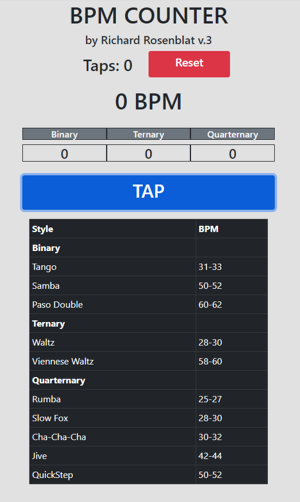 BPM COUNTER
by Richard Rosenblat v.3
Taps: 0 Reset
0 BPM
Binary Ternary Quarternary
0 0 0
TAP
Style BPM
Binary
Tango 31-33
Samba 50-52
Paso Double 60-62
Ternary
Waltz 28-30
Viennese Waltz 58-60
Quarternary
Rumba 25-27
Slow Fox 28-30
Cha-Cha-Cha 30-32
Jive 42-44
QuickStep 50-52